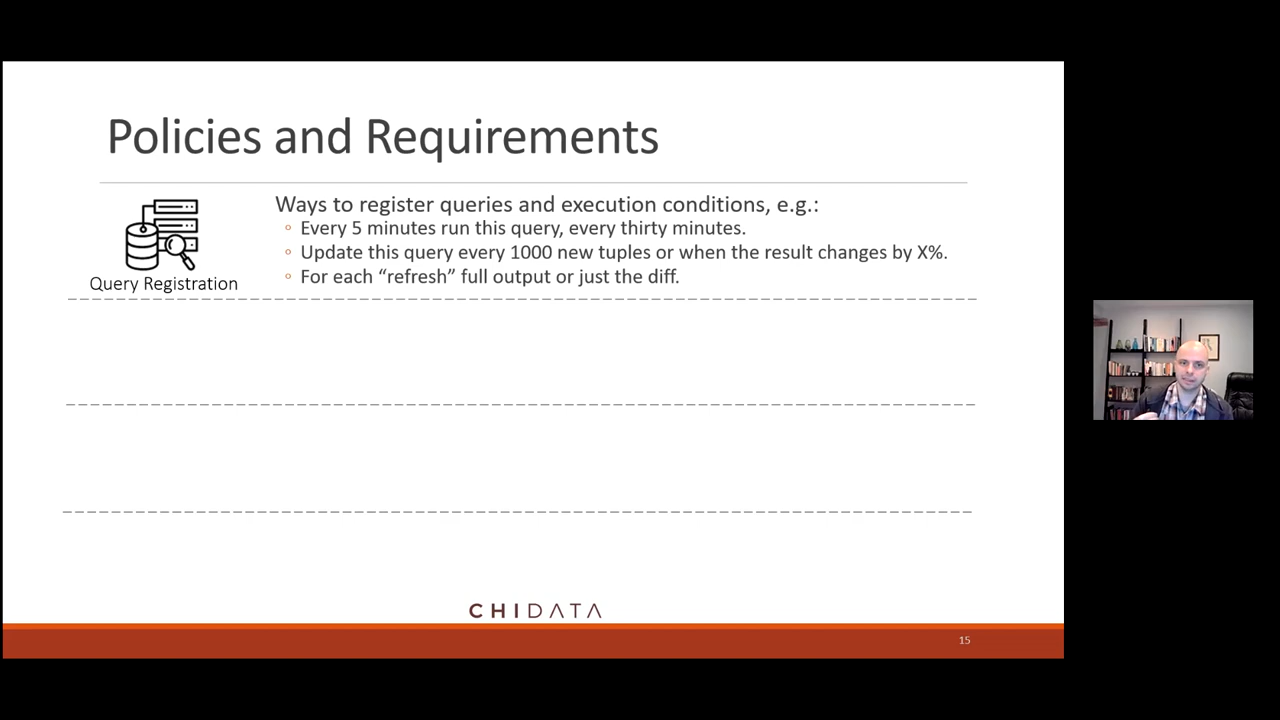 Policies and Requirements
Query Registration
Ways to register queries and execution conditions, e.g.:
Every 5 minutes run this query, every thirty minutes.
Update this query every 1000 new tuples or when the result changes by X%.
For each “refresh” full output or just the diff.
CHIDATA
15